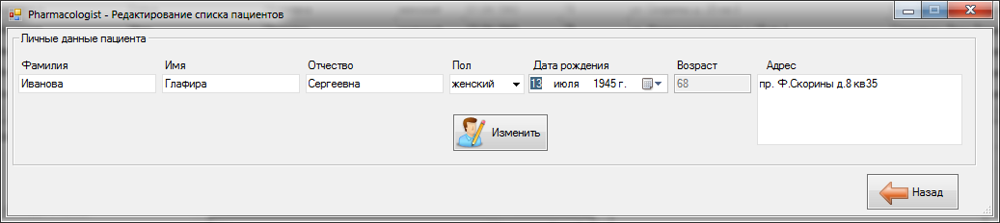 Pharmacologist - Редактирование списка пациентов
Личные данные пациента
Фамилия Имя Отчество Пол Дата рождения Возраст Адрес
Иванова Глафира Сергеевна женский 13 июля 1945 г. 68 пр. Ф.Скорины д.8 кв35
Изменить
Назад